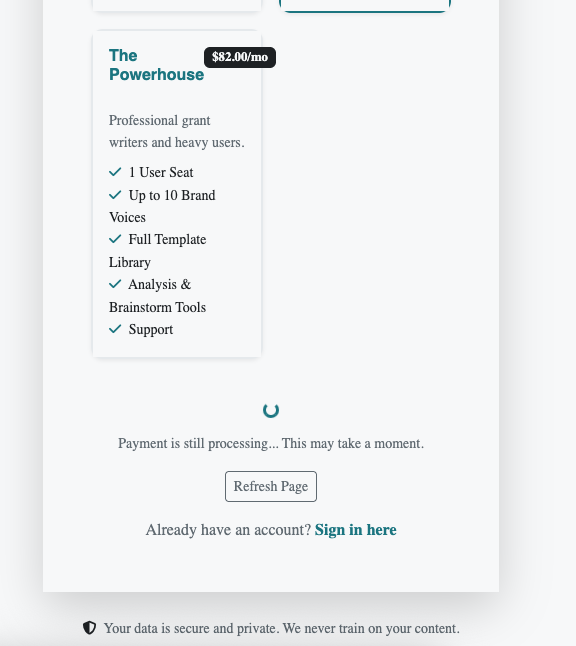 The
Powerhouse
$82.00/mo
Professional grant
writers and heavy users.
1 User Seat
Up to 10 Brand
Voices
Full Template
Library
Analysis &
Brainstorm Tools
Support
Payment is still processing... This may take a moment.
Refresh Page
Already have an account? Sign in here
Your data is secure and private. We never train on your content.